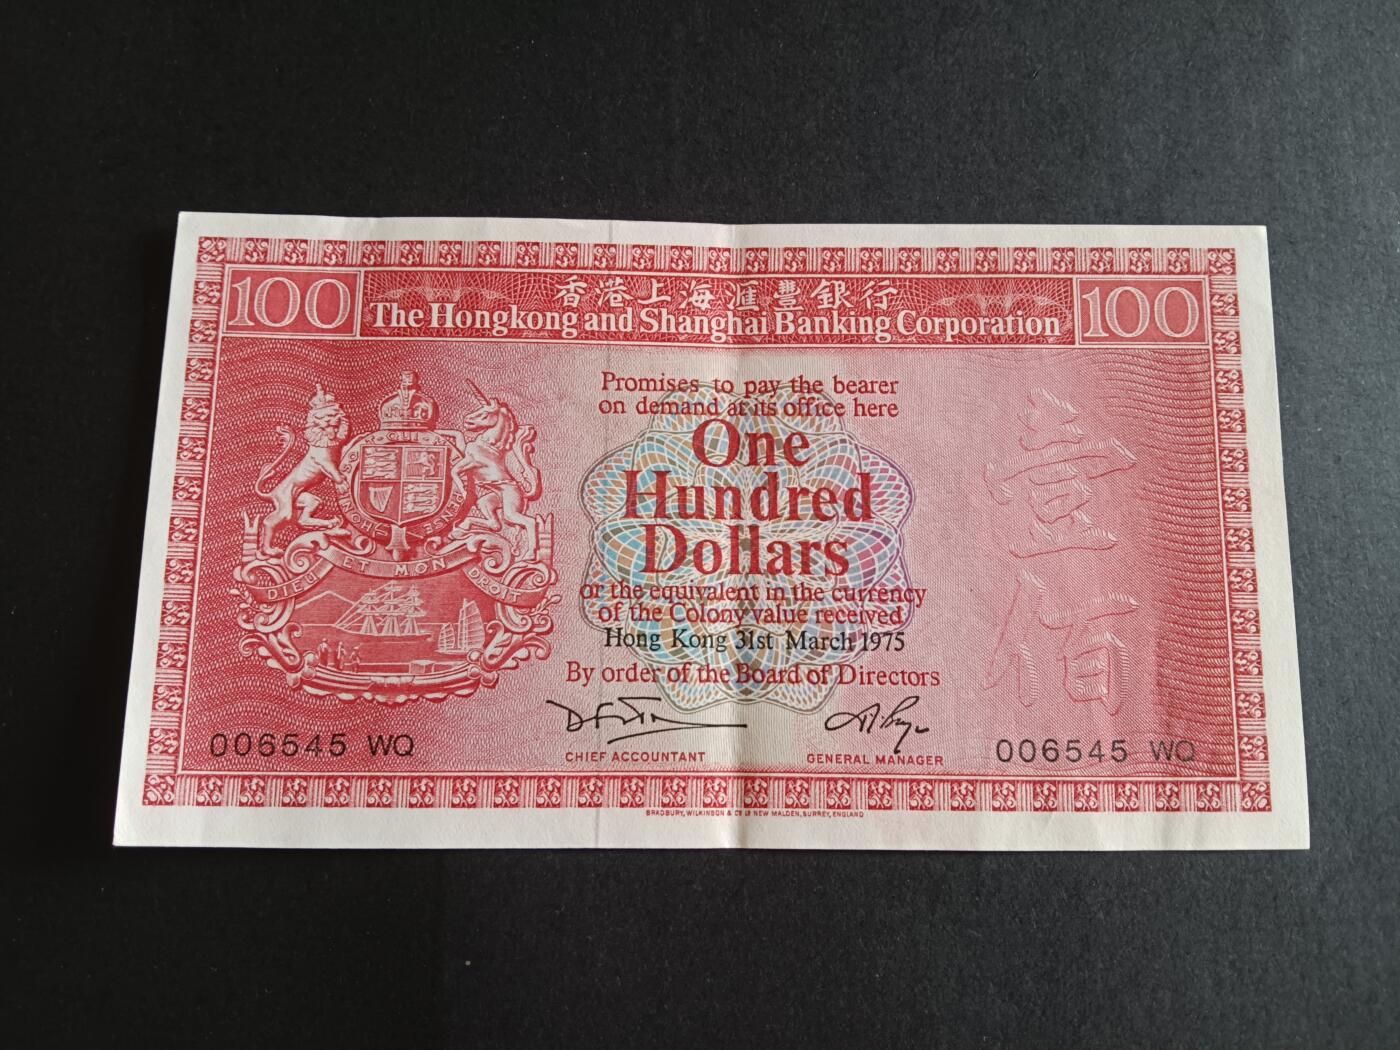 香港上海滙豐銀行
100 The Hongkong and Shanghai Banking Corporation 100
Promises to pay the bearer
on demand at its office here
One
Hundred
Dollars
or the equivalent in the currency
of the Colony value received
Hong Kong 31st March 1975
By order of the Board of Directors
壹
佰
DIEU ET MON DROIT
CHIEF ACCOUNTANT
GENERAL MANAGER
006545 WQ
006545 WQ
BRADBURY, WILKINSON & Cº Lᴰ NEW MALDEN, SURREY, ENGLAND